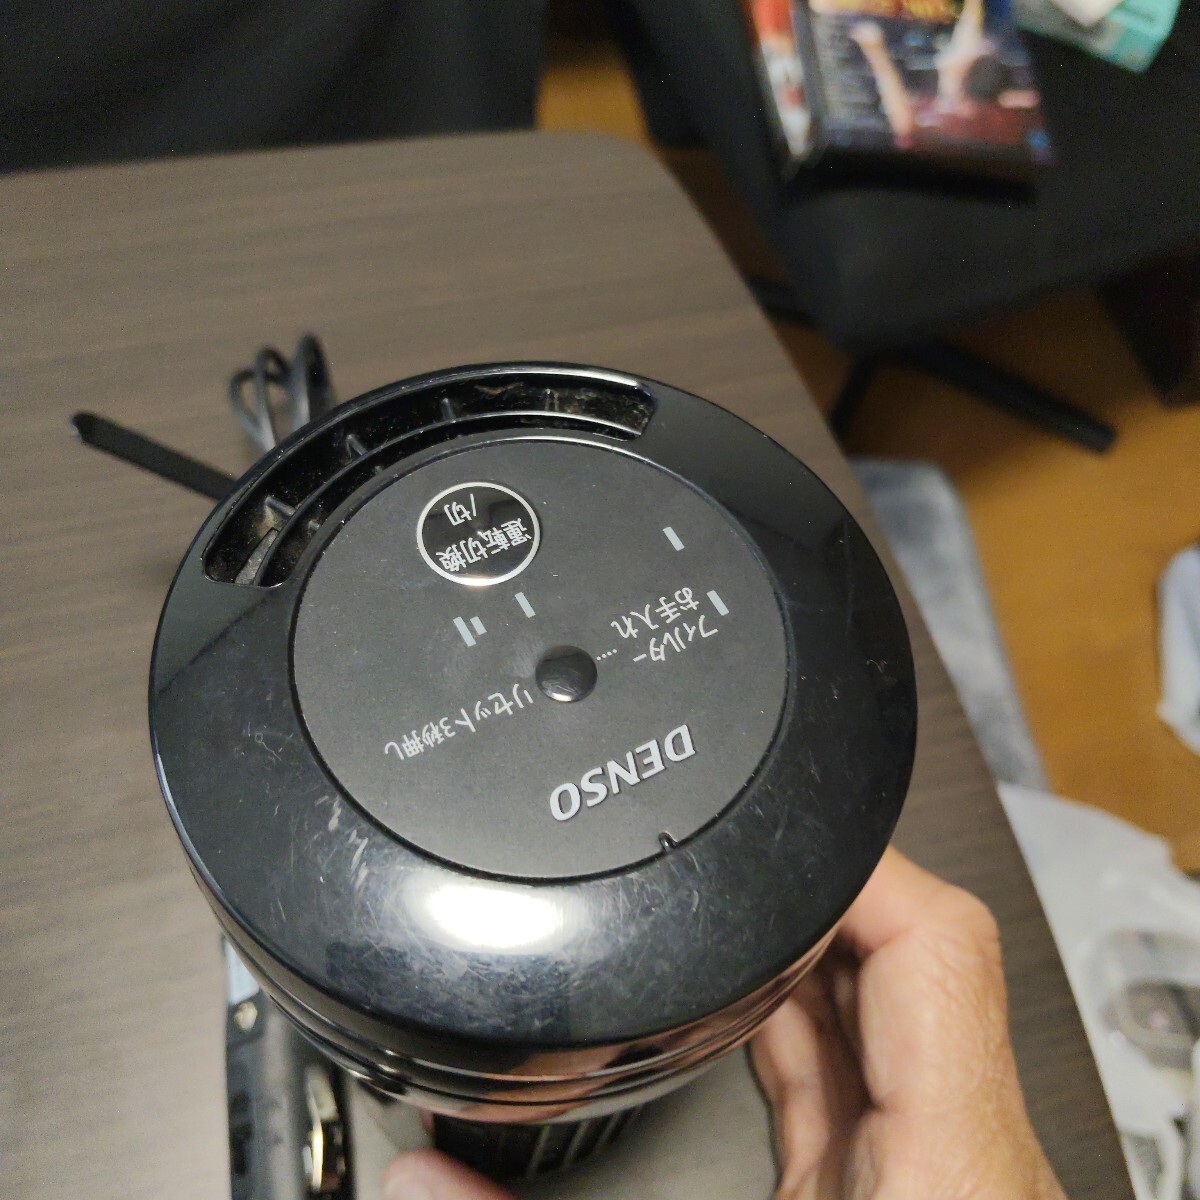 DENSO
リセット3秒押し
フィルター ‥‥
お手入れ
運転切換
/切